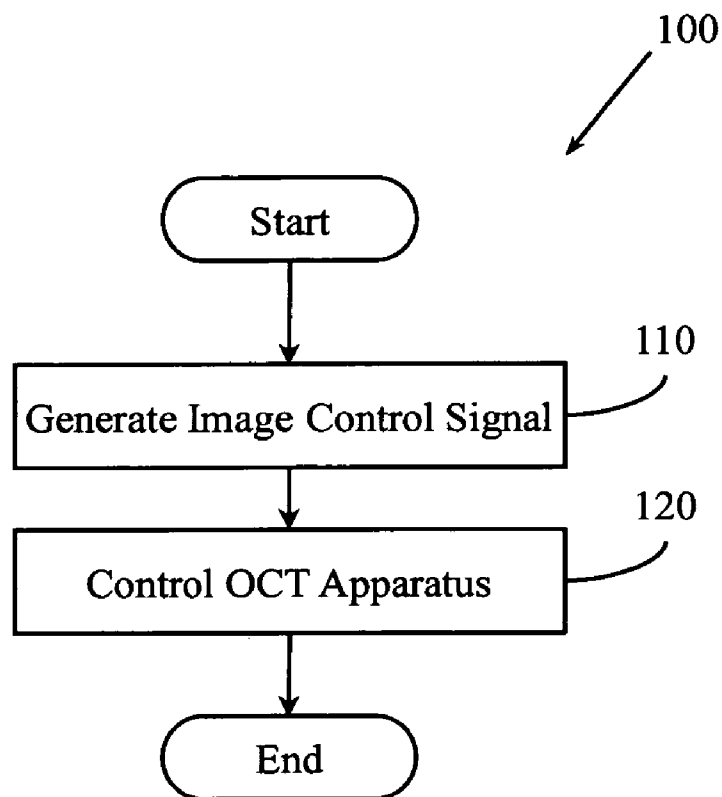 100
Start
110
Generate Image Control Signal
120
Control OCT Apparatus
End